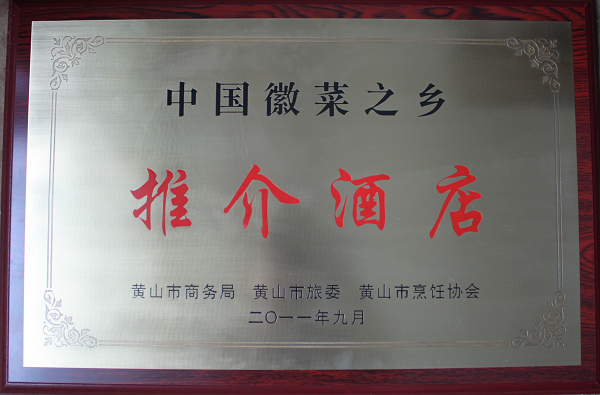 中国徽菜之乡
推介酒店
黄山市商务局 黄山市旅委 黄山市烹饪协会
二〇一一年九月